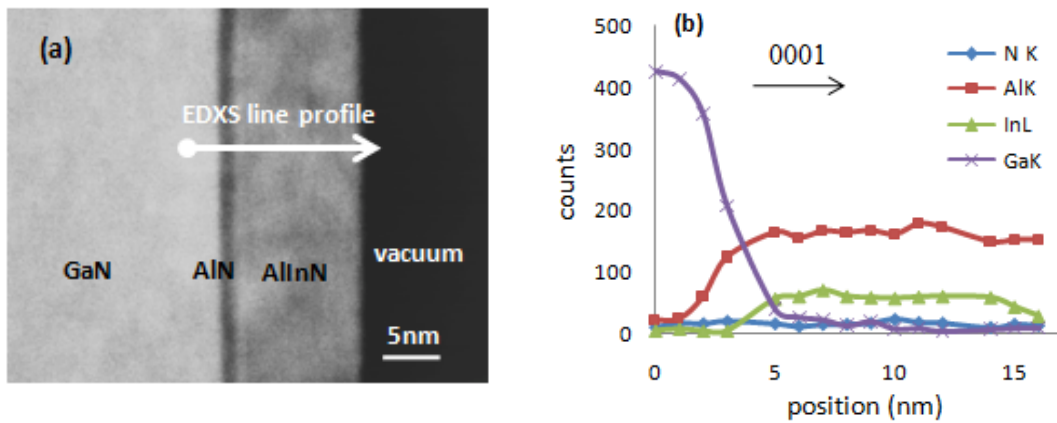 (a)
EDXS line profile
GaN
AlN
AlInN
vacuum
5nm
(b)
0001
N K
AlK
InL
GaK
counts
500
400
300
200
100
0
0
5
10
15
position (nm)